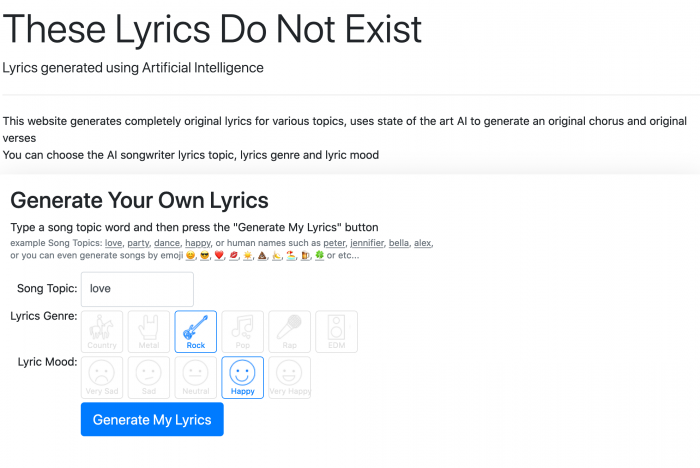 These Lyrics Do Not Exist
Lyrics generated using Artificial Intelligence
This website generates completely original lyrics for various topics, uses state of the art AI to generate an original chorus and original
verses
You can choose the AI songwriter lyrics topic, lyrics genre and lyric mood
Generate Your Own Lyrics
Type a song topic word and then press the "Generate My Lyrics" button
example Song Topics: love, party, dance, happy, or human names such as peter, jennifier, bella, alex,
or you can even generate songs by emoji 😊, 😎, ❤️, 💋, 🌟, 💩, 🍌, 🏖️, 🍺, 🍀 or etc...
Song Topic: love
Lyrics Genre:
Country Metal Rock Pop Rap EDM
Lyric Mood:
Very Sad Sad Neutral Happy Very Happy
Generate My Lyrics